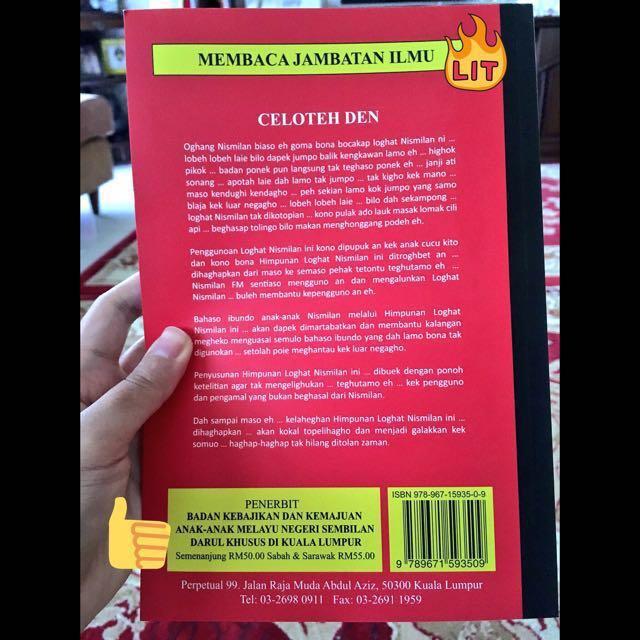 MEMBACA JAMBATAN ILMU
LIT
CELOTEH DEN
Oghang Nismilan biaso eh goma bona bocakap loghat Nismilan ni ...
lobeh lobeh laie bilo dapek jumpo balik kengkawan lamo eh ... highok
pikok ... badan ponek pun langsung tak teghaso ponek eh ... janji ati
sonang ... apotah laie dah lamo tak jumpo ... tak kigho kek mano ...
maso kendughi kendagho ... peh sekian lamo kok jumpo yang samo
blaja kek luar negagho ... lobeh lobeh laie ... bilo dah sekampong ...
loghat Nismilan tak dikotopian ... kono pulak ado lauk masak lomak cili
api ... beghasap tolingo bilo makan menghonggang podeh eh.
Penggunoan Loghat Nismilan ini kono dipupuk an kek anak cucu kito
dan kono bona Himpunan Loghat Nismilan ini ditroghbet an ...
dihaghapkan dari maso ke semaso pehak tetontu teghutamo eh ...
Nismilan FM sentiaso mengguno an dan mengalunkan Loghat
Nismilan ... buleh membantu kepengguno an eh.
Bahaso ibundo anak-anak Nismilan melalui Himpunan Loghat
Nismilan ini ... akan dapek dimartabatkan dan membantu kalangan
megheko menguasai semulo bahaso ibundo yang dah lamo bona tak
digunokan ... setolah poie meghantau kek luar negagho.
Penyusunan Himpunan Loghat Nismilan ini ... dibuek dengan ponoh
ketelitian agar tak mengelighukan ... teghutamo eh ... kek pengguno
dan pengamal yang bukan beghasal dari Nismilan.
Dah sampai maso eh ... kelaheghan Himpunan Loghat Nismilan ini ...
dihaghapkan ... akan kokal topelihagho dan menjadi galakkan kek
somuo ... haghap-haghap tak hilang ditolan zaman.
PENERBIT
BADAN KEBAJIKAN DAN KEMAJUAN
ANAK-ANAK MELAYU NEGERI SEMBILAN
DARUL KHUSUS DI KUALA LUMPUR
Semenanjung RM50.00 Sabah & Sarawak RM55.00
ISBN 978-967-15935-0-9
9 789671 593509
Perpetual 99. Jalan Raja Muda Abdul Aziz, 50300 Kuala Lumpur
Tel: 03-2698 0911 Fax: 03-2691 1959